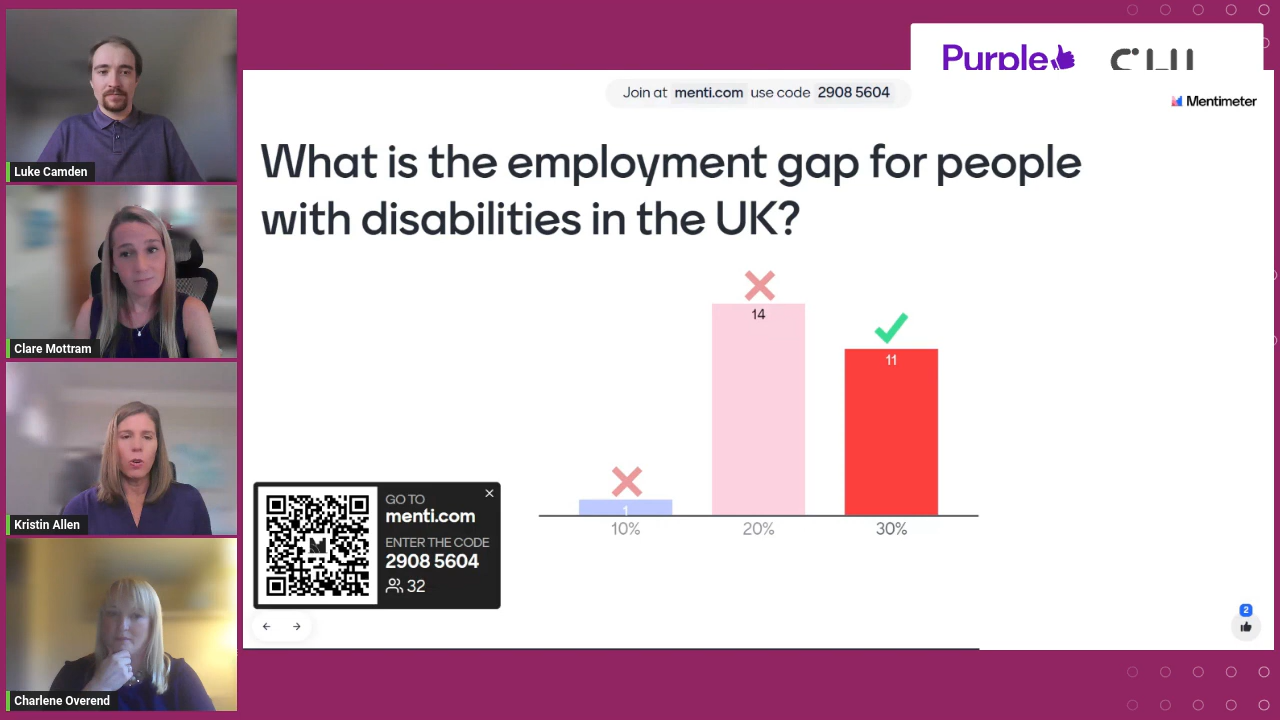 Luke Camden
Clare Mottram
Kristin Allen
Charlene Overend
Purple
Join at menti.com use code 2908 5604
Mentimeter
What is the employment gap for people
with disabilities in the UK?
14
11
1
10%
20%
30%
GO TO
menti.com
ENTER THE CODE
2908 5604
32
2